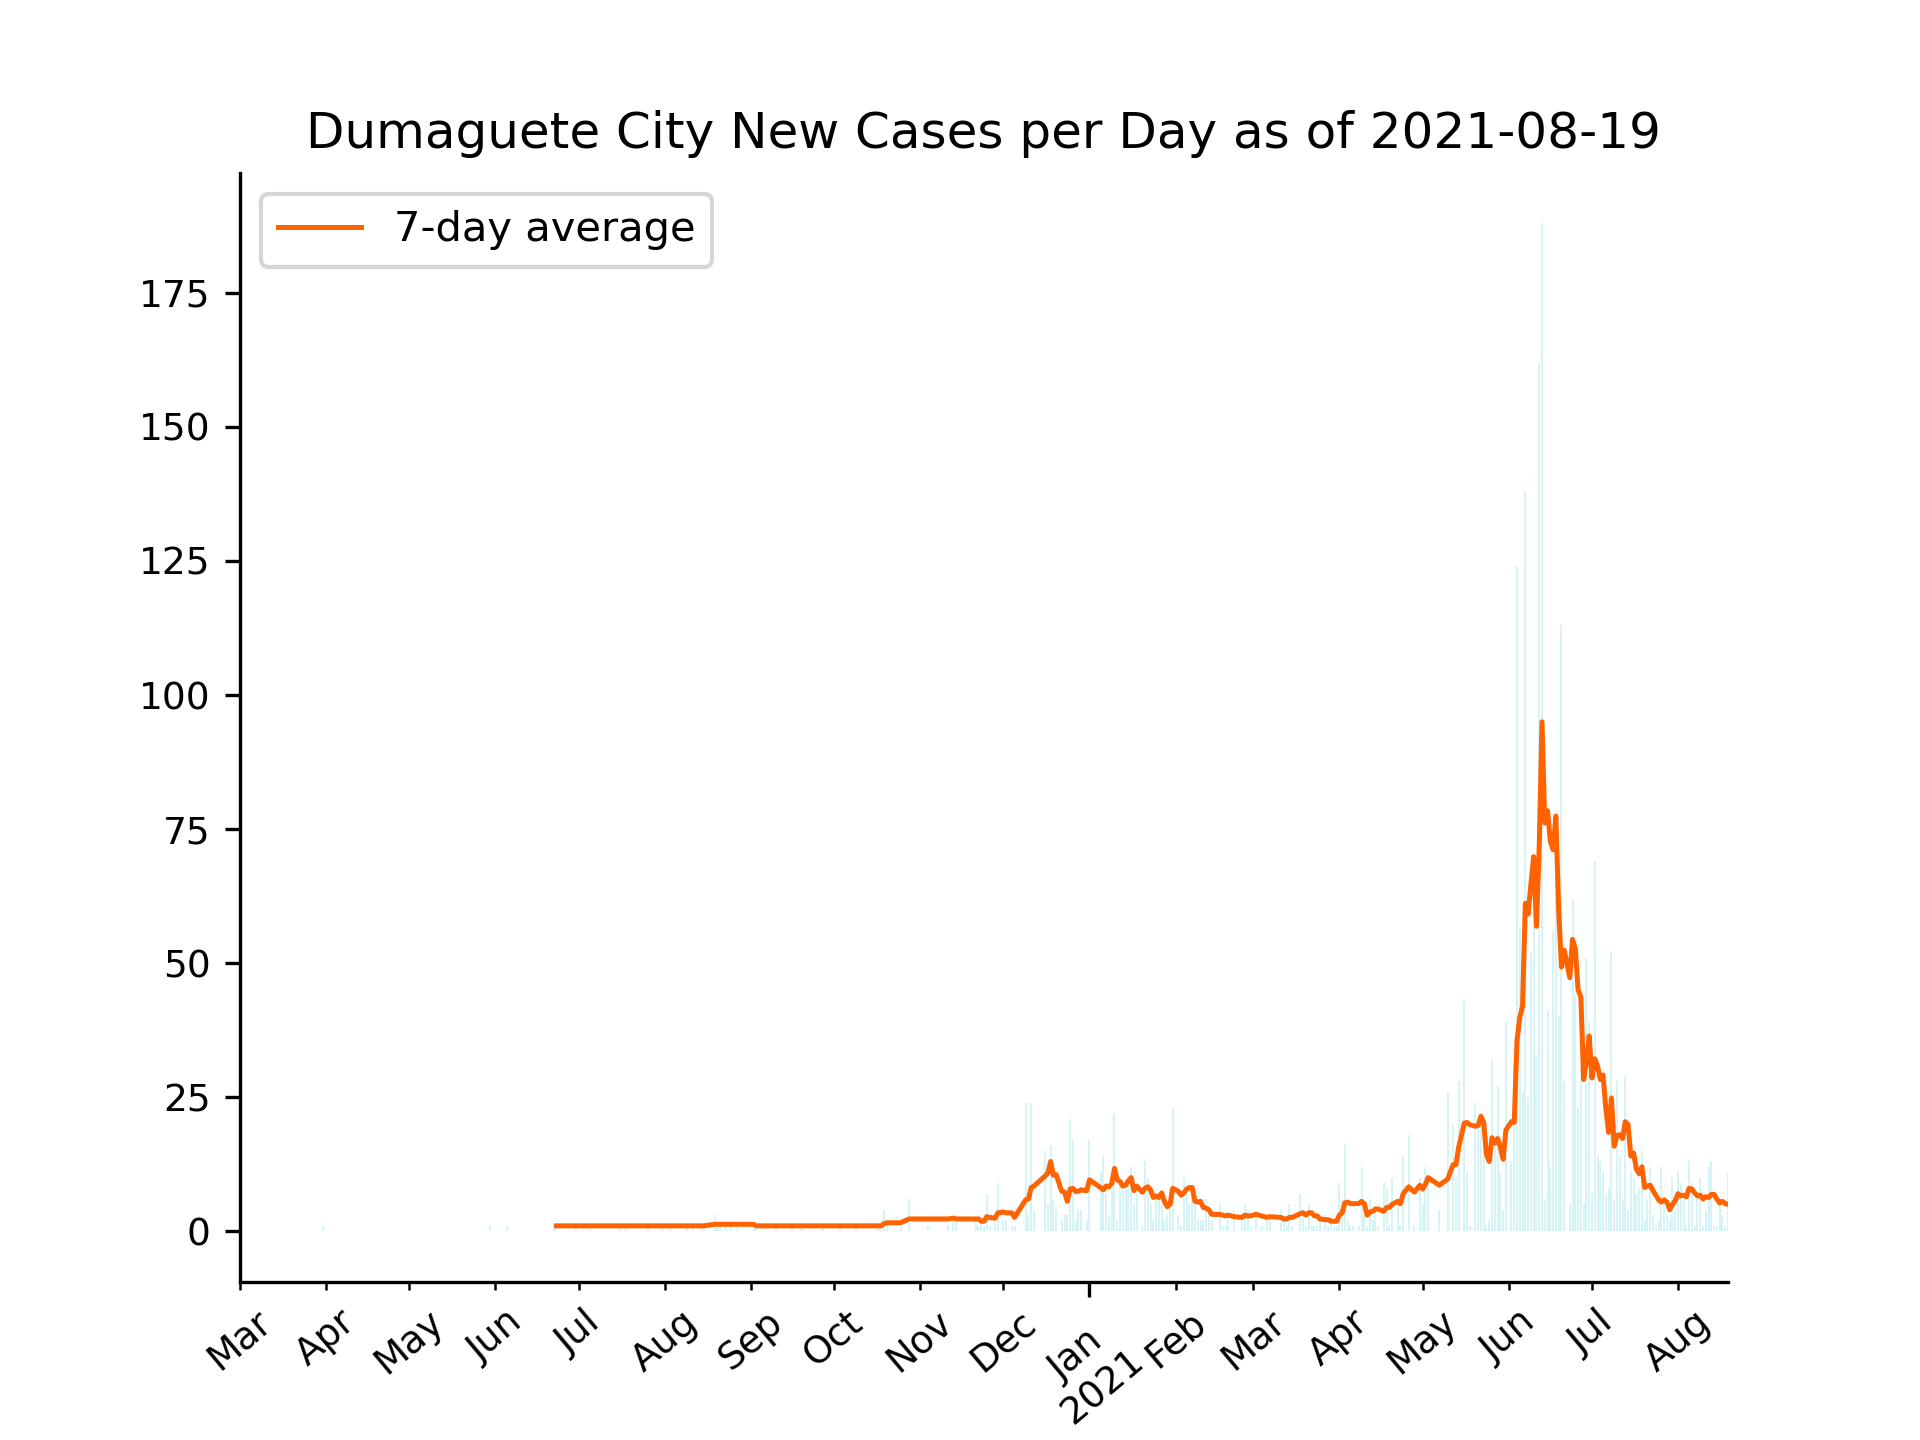 Dumaguete City New Cases per Day as of 2021-08-19
7-day average
175
150
125
100
75
50
25
0
Mar
Apr
May
Jun
Jul
Aug
Sep
Oct
Nov
Dec
Jan
2021
Feb
Mar
Apr
May
Jun
Jul
Aug